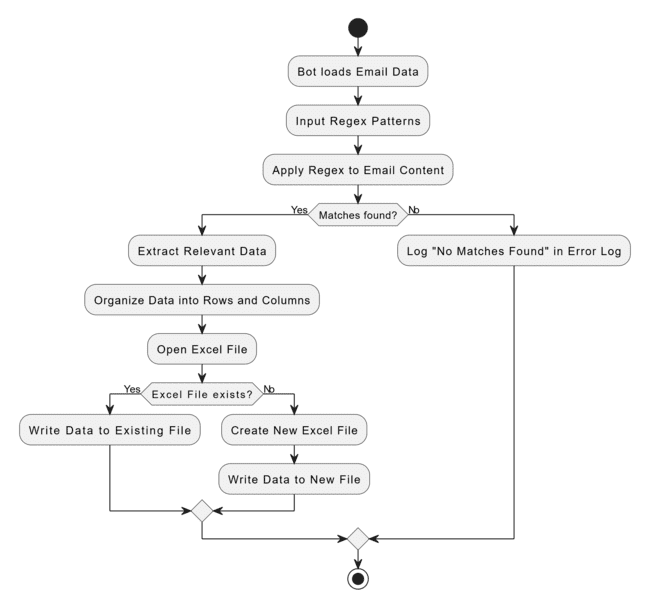 Bot loads Email Data
Input Regex Patterns
Apply Regex to Email Content
Yes
Matches found?
No
Extract Relevant Data
Log "No Matches Found" in Error Log
Organize Data into Rows and Columns
Open Excel File
Yes
Excel File exists?
No
Write Data to Existing File
Create New Excel File
Write Data to New File